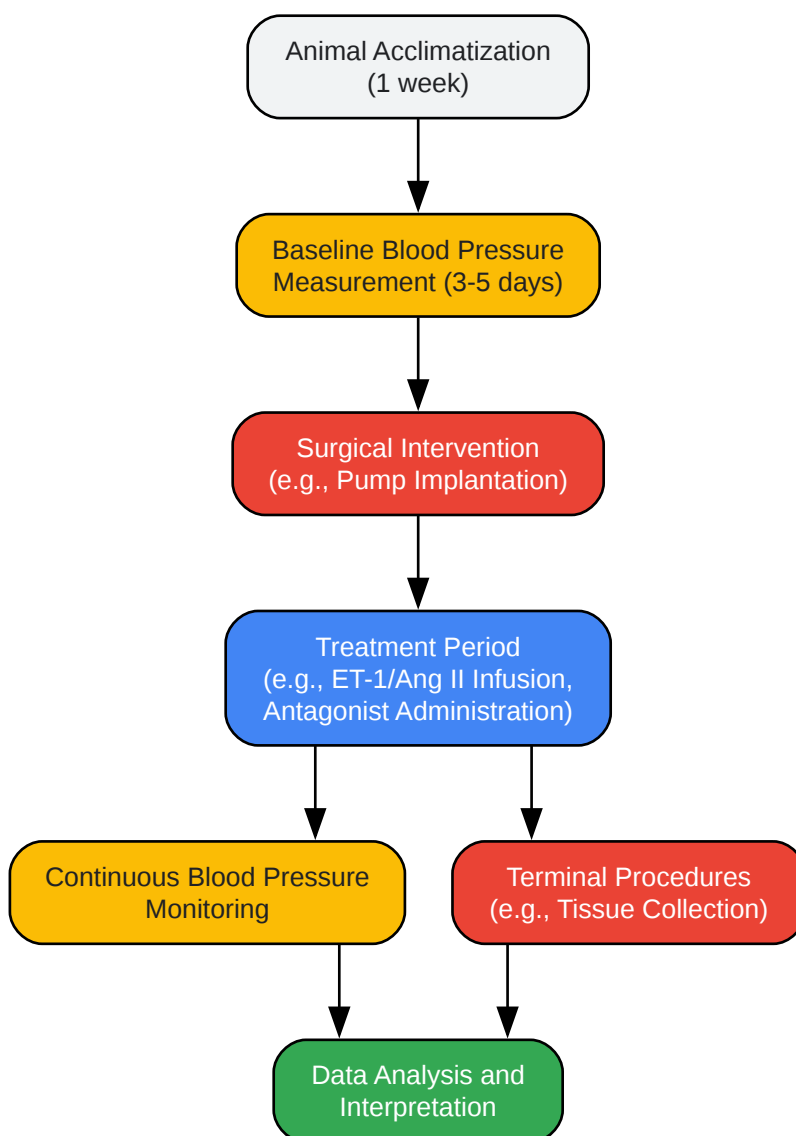 Animal Acclimatization
(1 week)
Baseline Blood Pressure
Measurement (3-5 days)
Surgical Intervention
(e.g., Pump Implantation)
Treatment Period
(e.g., ET-1/Ang II Infusion,
Antagonist Administration)
Continuous Blood Pressure
Monitoring
Terminal Procedures
(e.g., Tissue Collection)
Data Analysis and
Interpretation